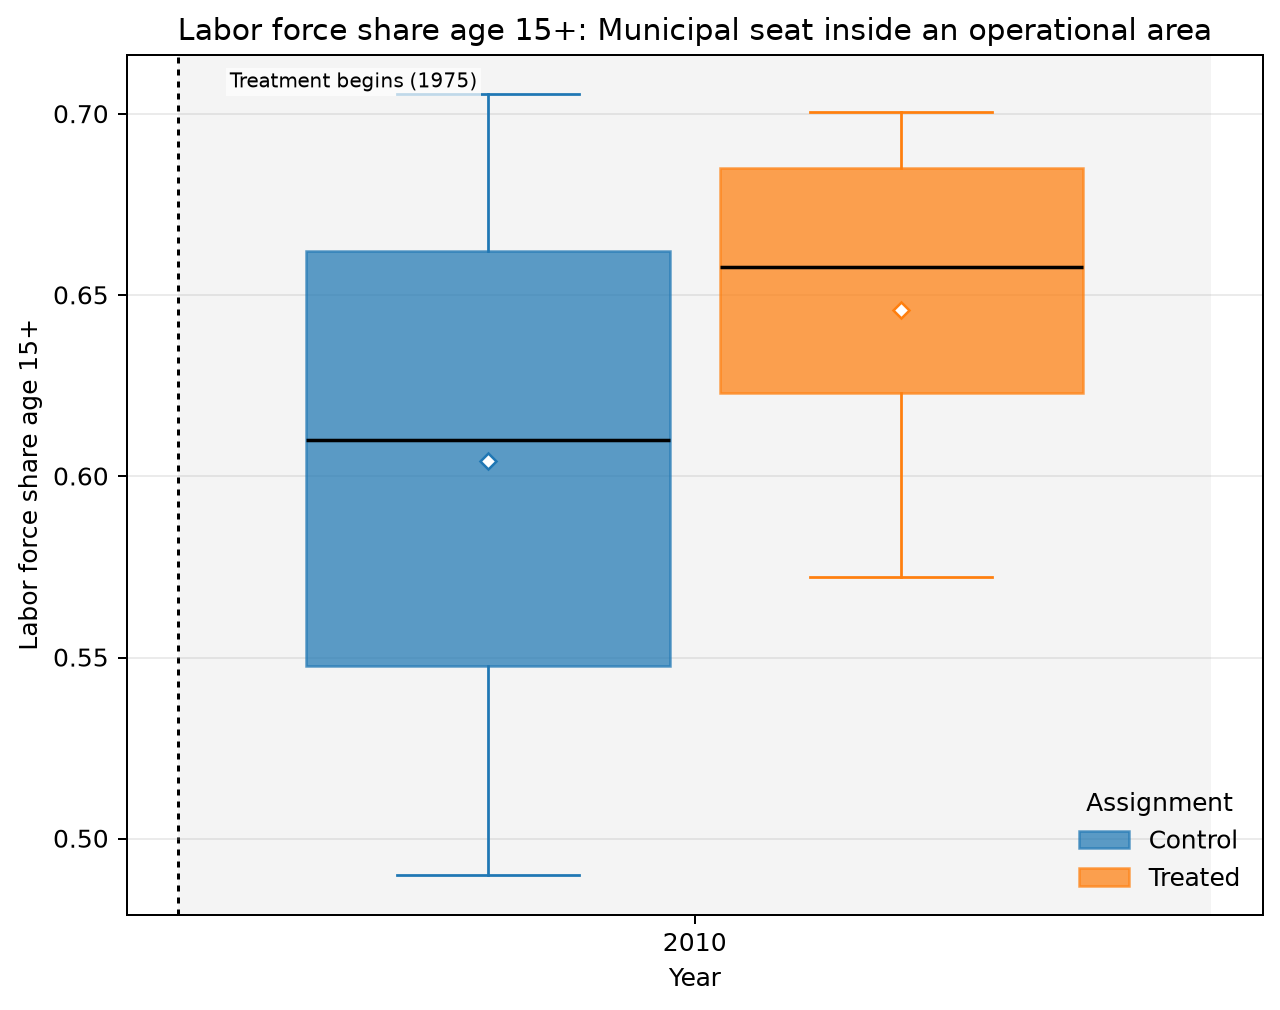 Labor force share age 15+: Municipal seat inside an operational area
Treatment begins (1975)
0.70
0.65
0.60
0.55
0.50
Labor force share age 15+
Assignment
Control
Treated
2010
Year